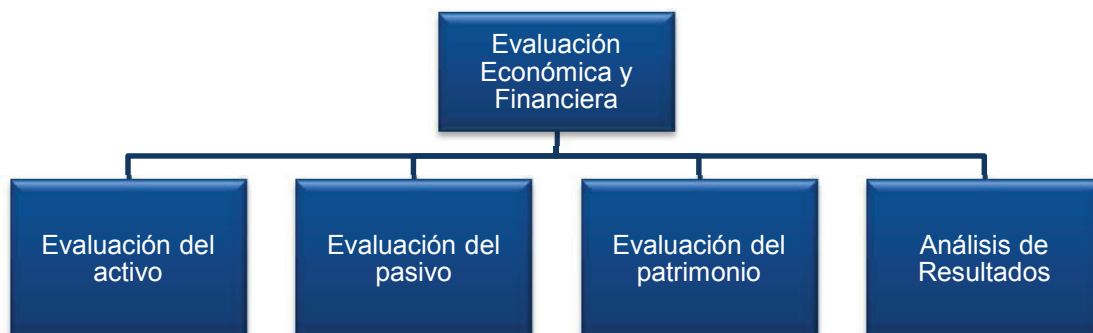 Evaluación
Económica y
Financiera
Evaluación del
activo
Evaluación del
pasivo
Evaluación del
patrimonio
Análisis de
Resultados